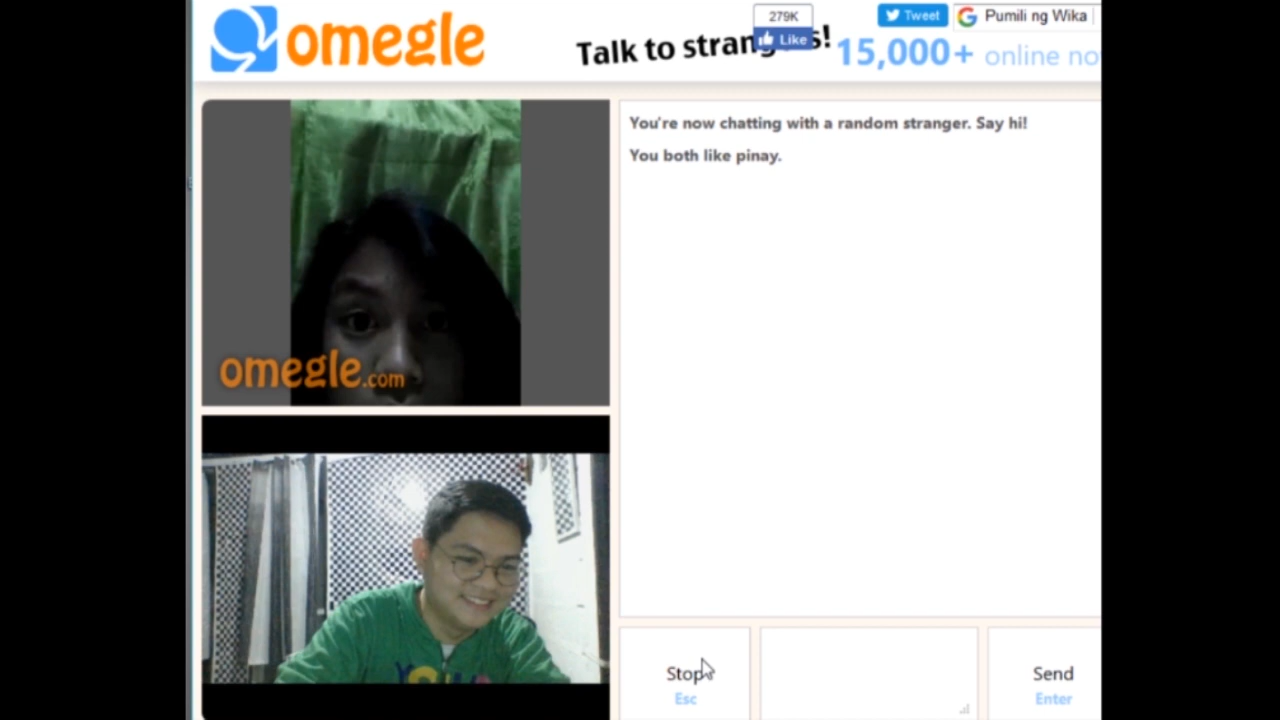 omegle
Talk to strangers!
279K
Like
Tweet
Pumili ng Wika
15,000+ online no
You're now chatting with a random stranger. Say hi!
You both like pinay.
omegle.com
Stop
Esc
Send
Enter